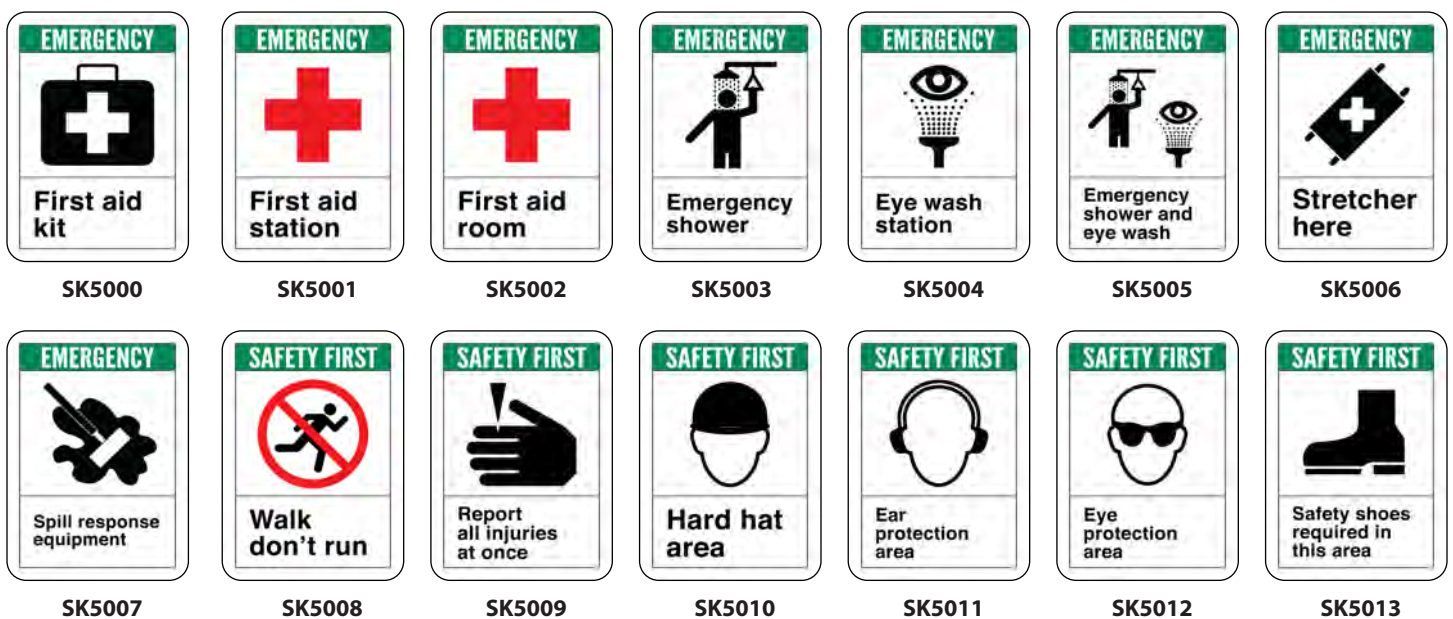 EMERGENCY
First aid
kit
SK5000
EMERGENCY
First aid
station
SK5001
EMERGENCY
First aid
room
SK5002
EMERGENCY
Emergency
shower
SK5003
EMERGENCY
Eye wash
station
SK5004
EMERGENCY
Emergency
shower and
eye wash
SK5005
EMERGENCY
Stretcher
here
SK5006
EMERGENCY
Spill response
equipment
SK5007
SAFETY FIRST
Walk
don't run
SK5008
SAFETY FIRST
Report
all injuries
at once
SK5009
SAFETY FIRST
Hard hat
area
SK5010
SAFETY FIRST
Ear
protection
area
SK5011
SAFETY FIRST
Eye
protection
area
SK5012
SAFETY FIRST
Safety shoes
required in
this area
SK5013